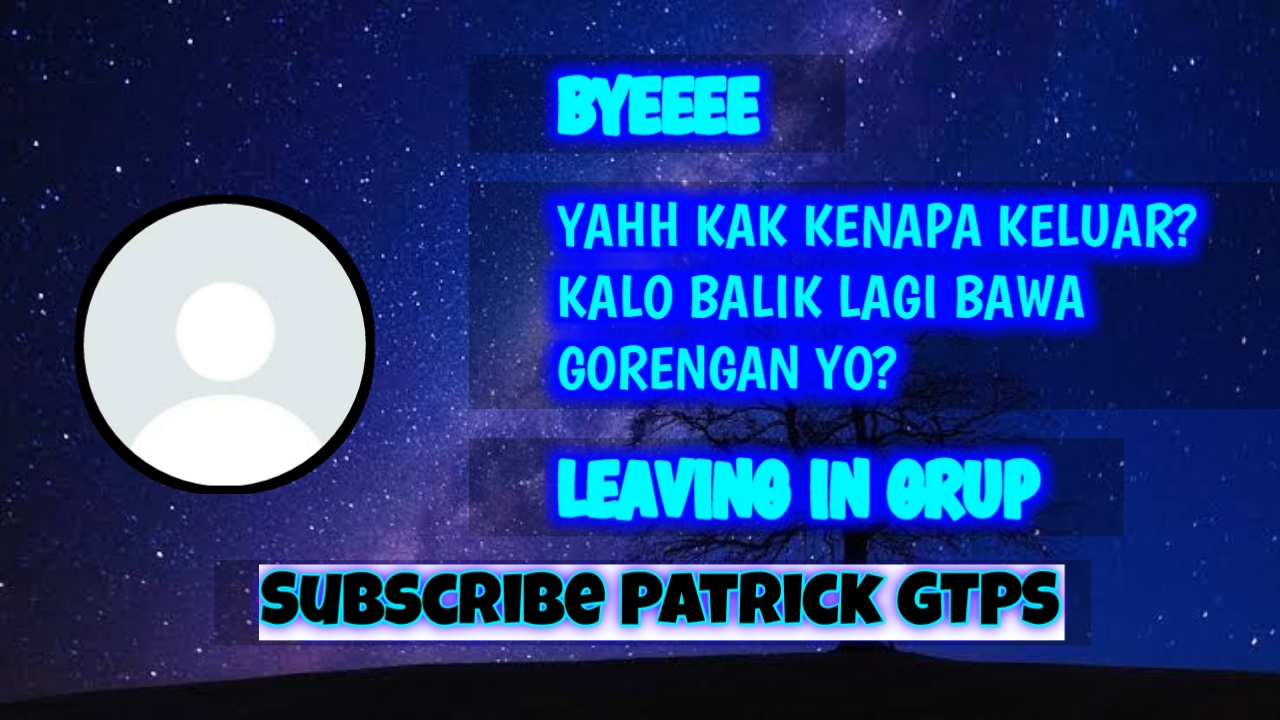 BYEEEE
YAHH KAK KENAPA KELUAR?
KALO BALIK LAGI BAWA
GORENGAN YO?
LEAVING IN GRUP
SUBSCRIBE PATRICK GTPS